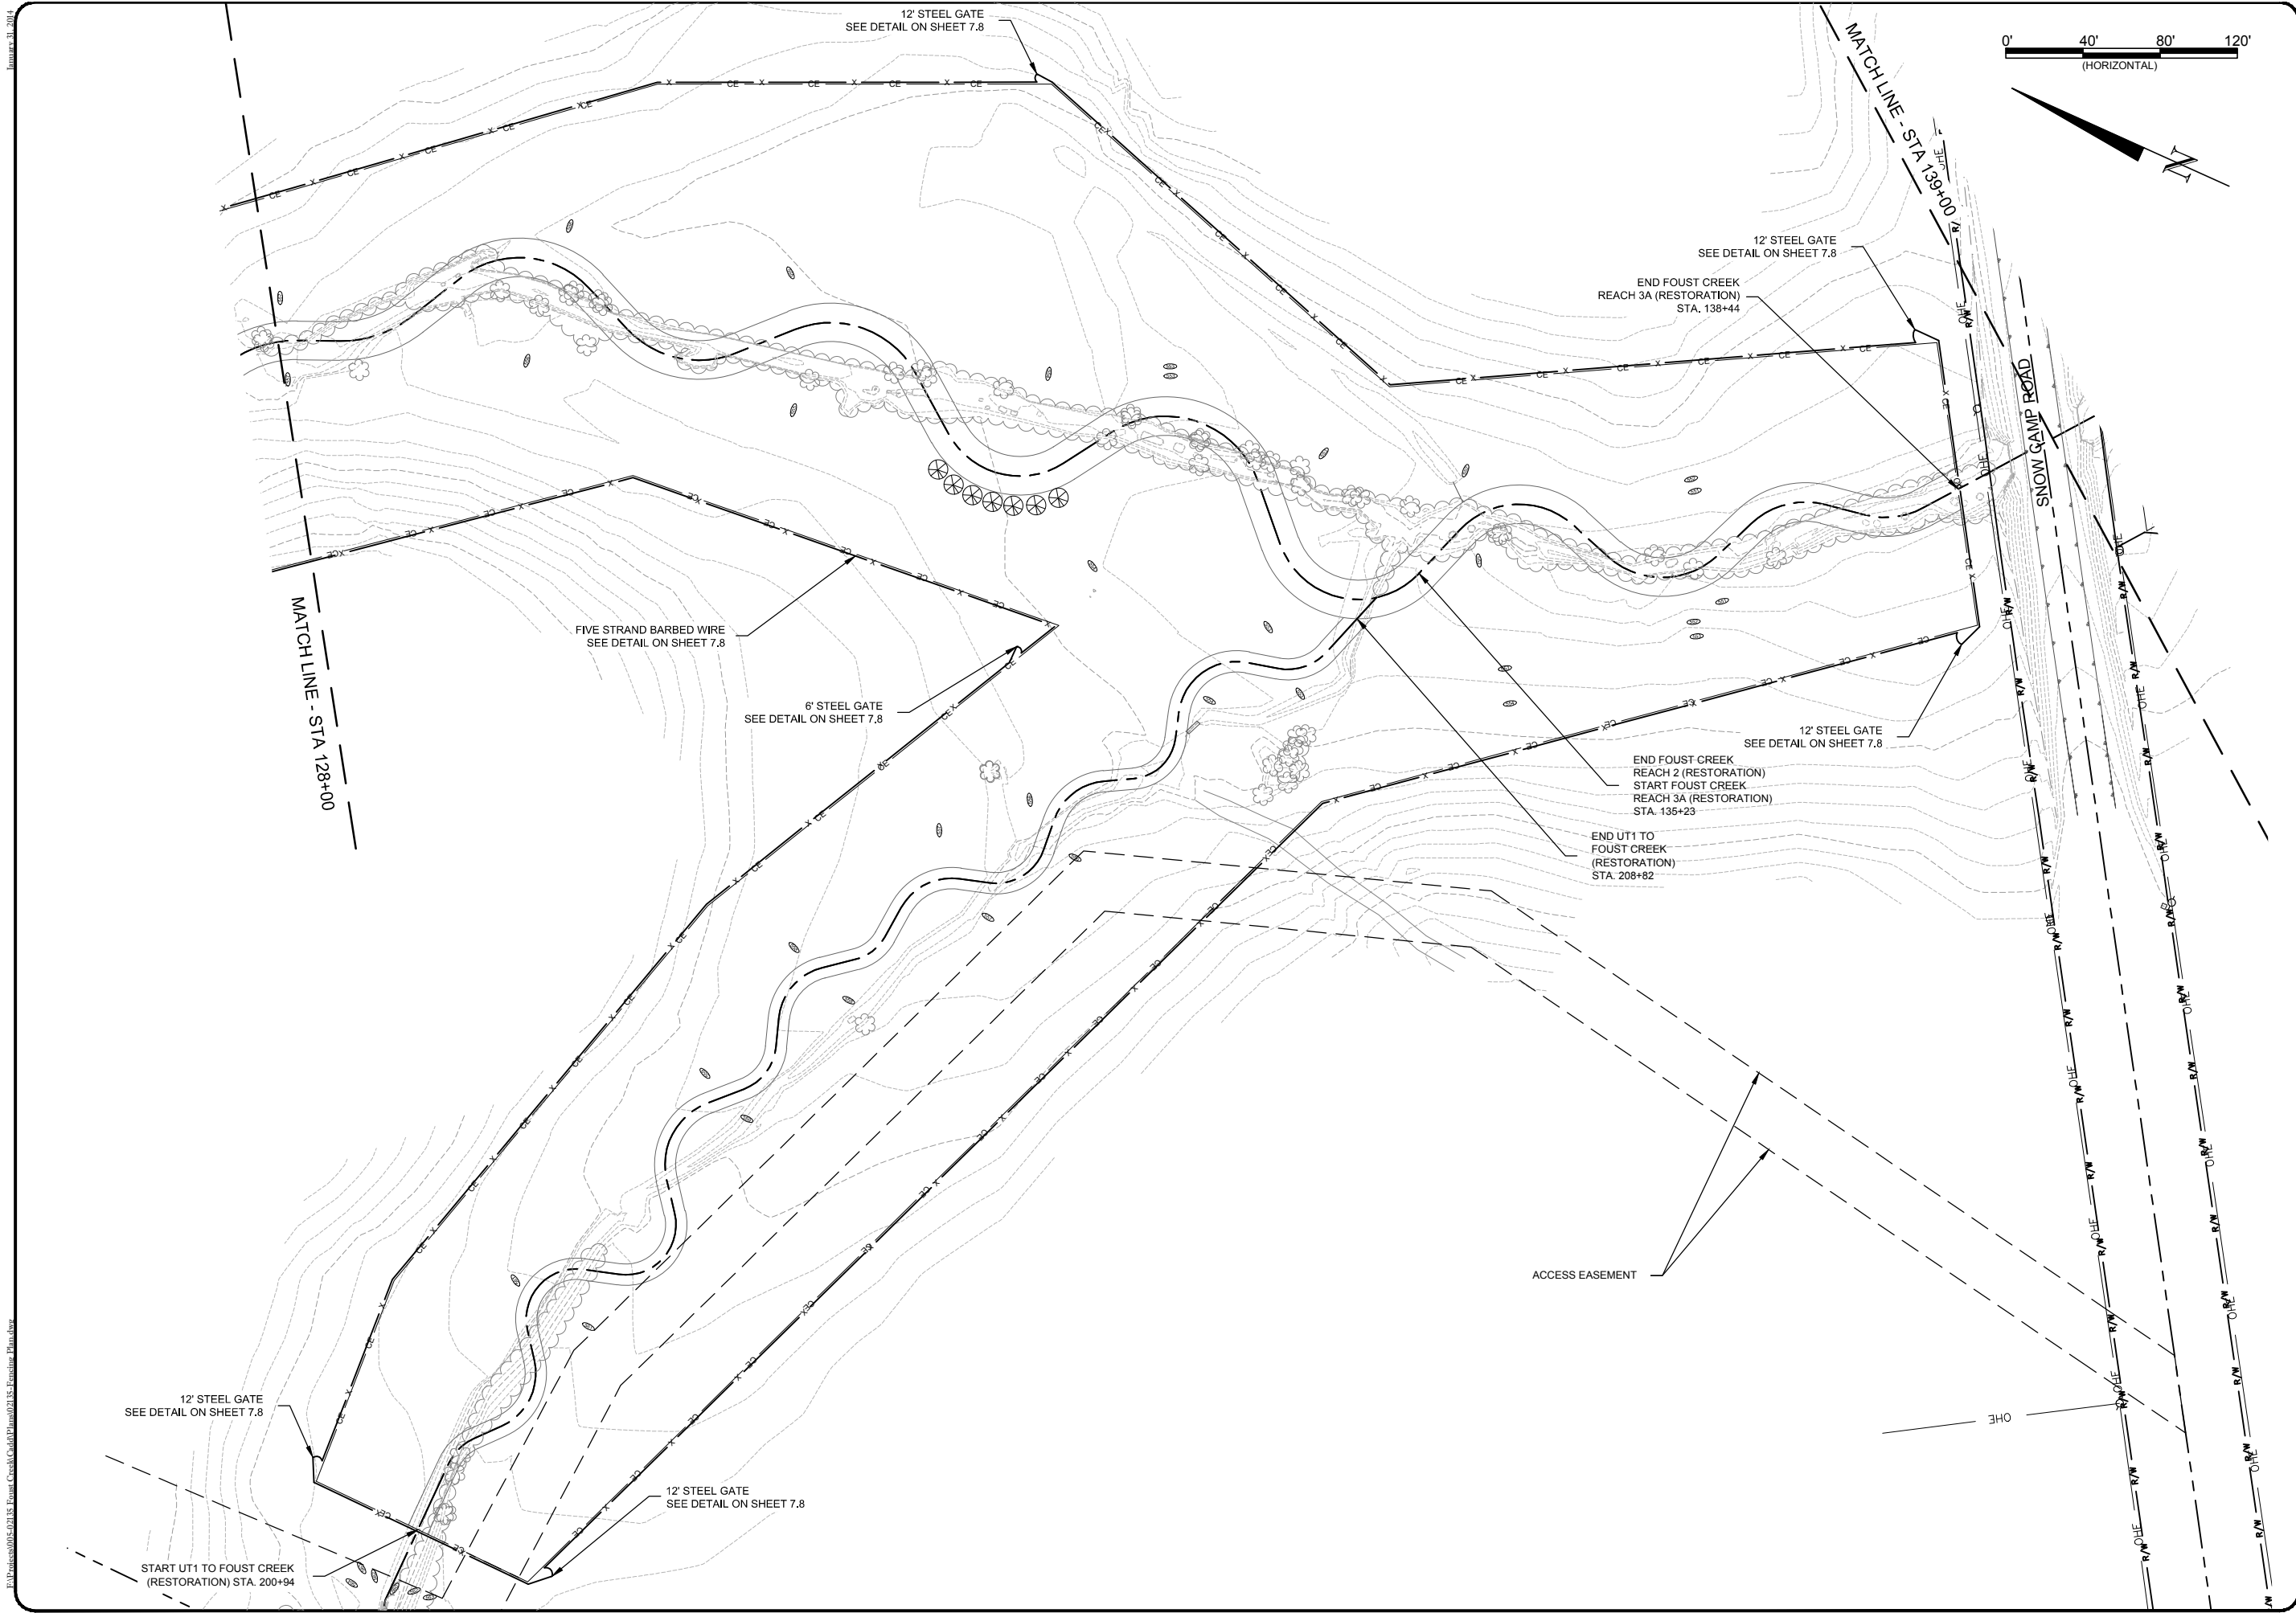 January 31, 2014
12' STEEL GATE
SEE DETAIL ON SHEET 7.8
MATCH LINE - STA 139+00
0' 40' 80' 120'
(HORIZONTAL)
N
12' STEEL GATE
SEE DETAIL ON SHEET 7.8
END FOUST CREEK
REACH 3A (RESTORATION)
STA. 138+44
SNOW CAMP ROAD
MATCH LINE - STA 128+00
FIVE STRAND BARBED WIRE
SEE DETAIL ON SHEET 7.8
6' STEEL GATE
SEE DETAIL ON SHEET 7.8
12' STEEL GATE
SEE DETAIL ON SHEET 7.8
END FOUST CREEK
REACH 2 (RESTORATION)
START FOUST CREEK
REACH 3A (RESTORATION)
STA. 135+23
END UT1 TO
FOUST CREEK
(RESTORATION)
STA. 208+82
ACCESS EASEMENT
OHE
12' STEEL GATE
SEE DETAIL ON SHEET 7.8
12' STEEL GATE
SEE DETAIL ON SHEET 7.8
START UT1 TO FOUST CREEK
(RESTORATION) STA. 200+94
CE
X
R/W
OHE